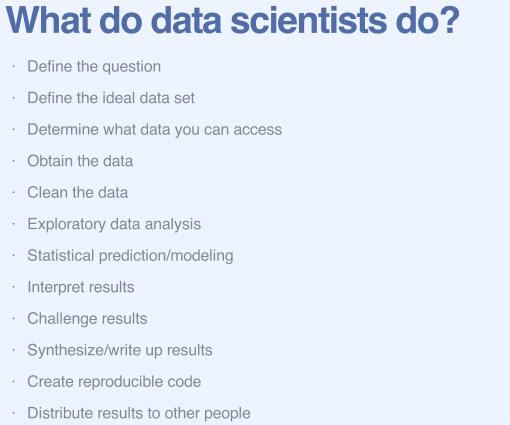 What do data scientists do?
· Define the question
· Define the ideal data set
· Determine what data you can access
· Obtain the data
· Clean the data
· Exploratory data analysis
· Statistical prediction/modeling
· Interpret results
· Challenge results
· Synthesize/write up results
· Create reproducible code
· Distribute results to other people